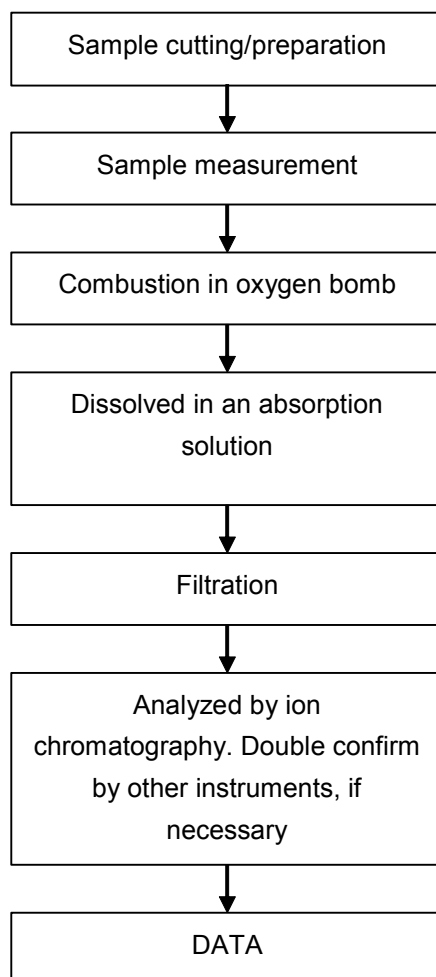 Sample cutting/preparation
Sample measurement
Combustion in oxygen bomb
Dissolved in an absorption
solution
Filtration
Analyzed by ion
chromatography. Double confirm
by other instruments, if
necessary
DATA